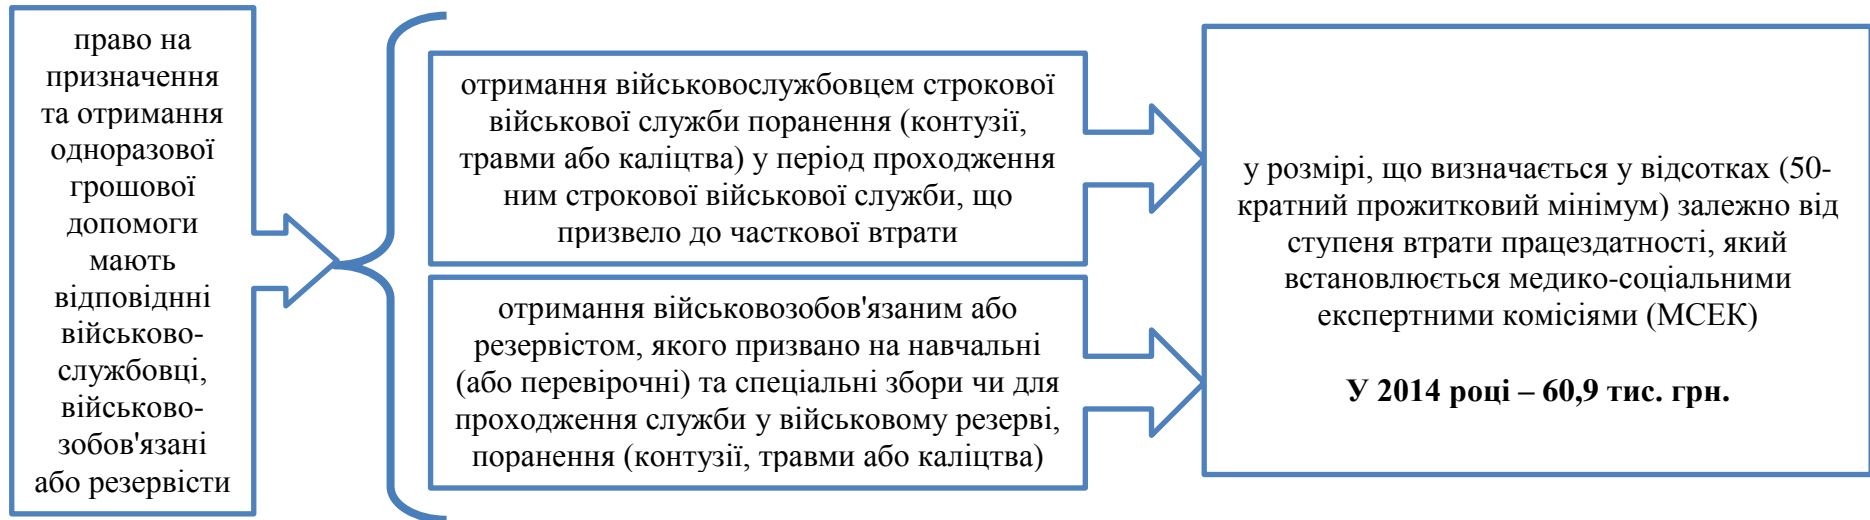 право на
призначення
та отримання
одноразової
грошової
допомоги
мають
відповіднні
військово-
службовці,
військово-
зобов'язані
або резервісти
отримання військовослужбовцем строкової
військової служби поранення (контузії,
травми або каліцтва) у період проходження
ним строкової військової служби, що
призвело до часткової втрати
отримання військовозобов'язаним або
резервістом, якого призвано на навчальні
(або перевірочні) та спеціальні збори чи для
проходження служби у військовому резерві,
поранення (контузії, травми або каліцтва)
у розмірі, що визначається у відсотках (50-
кратний прожитковий мінімум) залежно від
ступеня втрати працездатності, який
встановлюється медико-соціальними
експертними комісіями (МСЕК)
У 2014 році – 60,9 тис. грн.